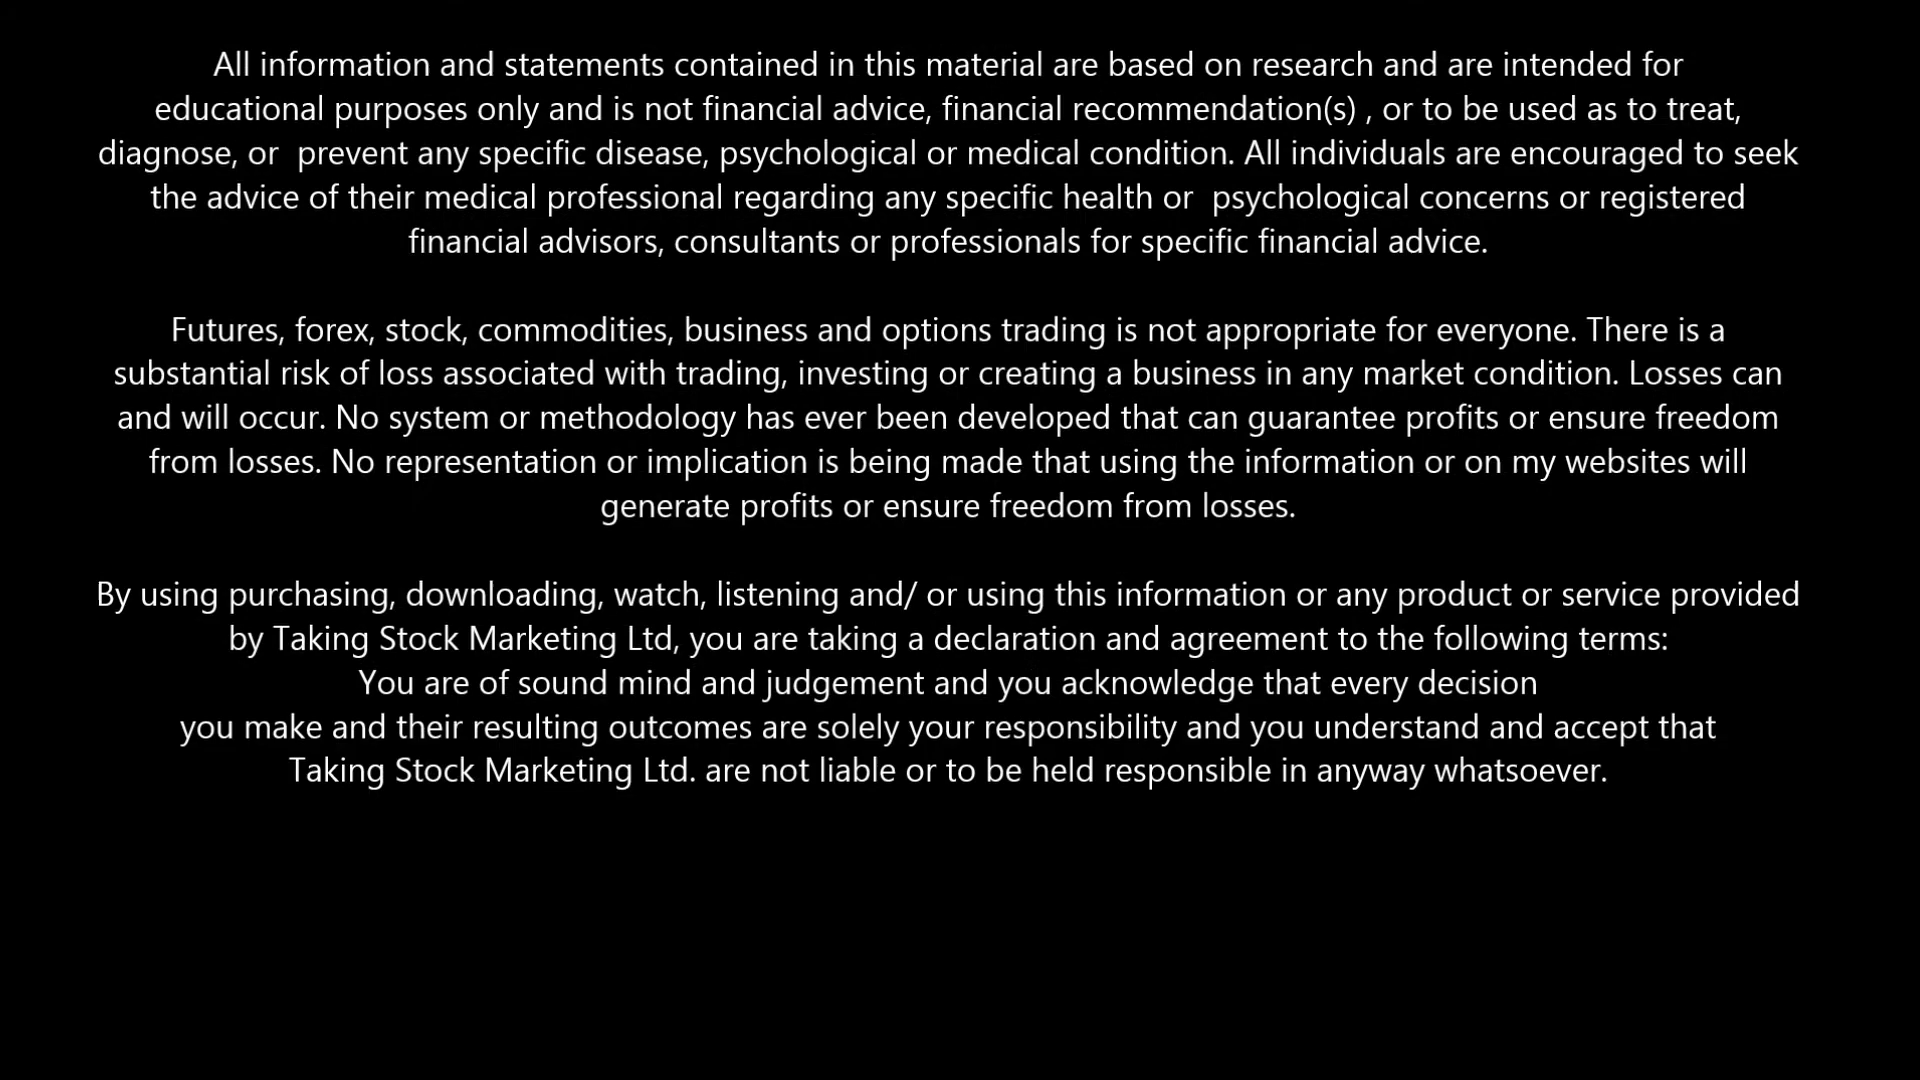 All information and statements contained in this material are based on research and are intended for
educational purposes only and is not financial advice, financial recommendation(s) , or to be used as to treat,
diagnose, or  prevent any specific disease, psychological or medical condition. All individuals are encouraged to seek
the advice of their medical professional regarding any specific health or  psychological concerns or registered
financial advisors, consultants or professionals for specific financial advice.
Futures, forex, stock, commodities, business and options trading is not appropriate for everyone. There is a
substantial risk of loss associated with trading, investing or creating a business in any market condition. Losses can
and will occur. No system or methodology has ever been developed that can guarantee profits or ensure freedom
from losses. No representation or implication is being made that using the information or on my websites will
generate profits or ensure freedom from losses.
By using purchasing, downloading, watch, listening and/ or using this information or any product or service provided
by Taking Stock Marketing Ltd, you are taking a declaration and agreement to the following terms:
You are of sound mind and judgement and you acknowledge that every decision
you make and their resulting outcomes are solely your responsibility and you understand and accept that
Taking Stock Marketing Ltd. are not liable or to be held responsible in anyway whatsoever.